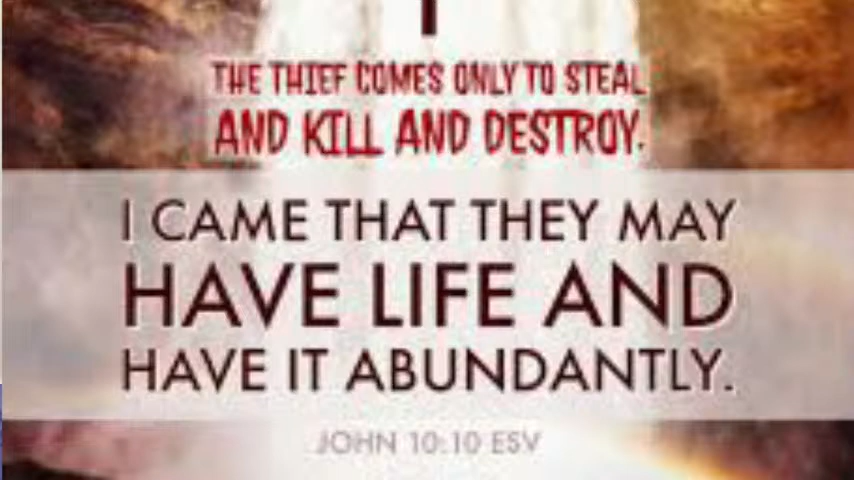 THE THIEF COMES ONLY TO STEAL
AND KILL AND DESTROY.
I CAME THAT THEY MAY
HAVE LIFE AND
HAVE IT ABUNDANTLY.
JOHN 10:10 ESV